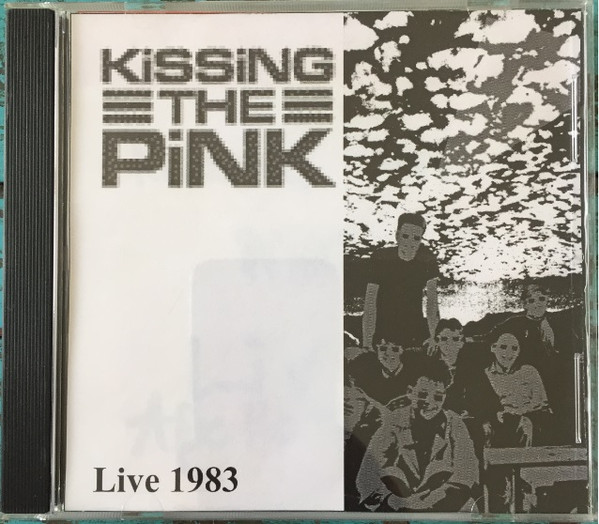 KiSSiNG
THE
PiNK
Live 1983